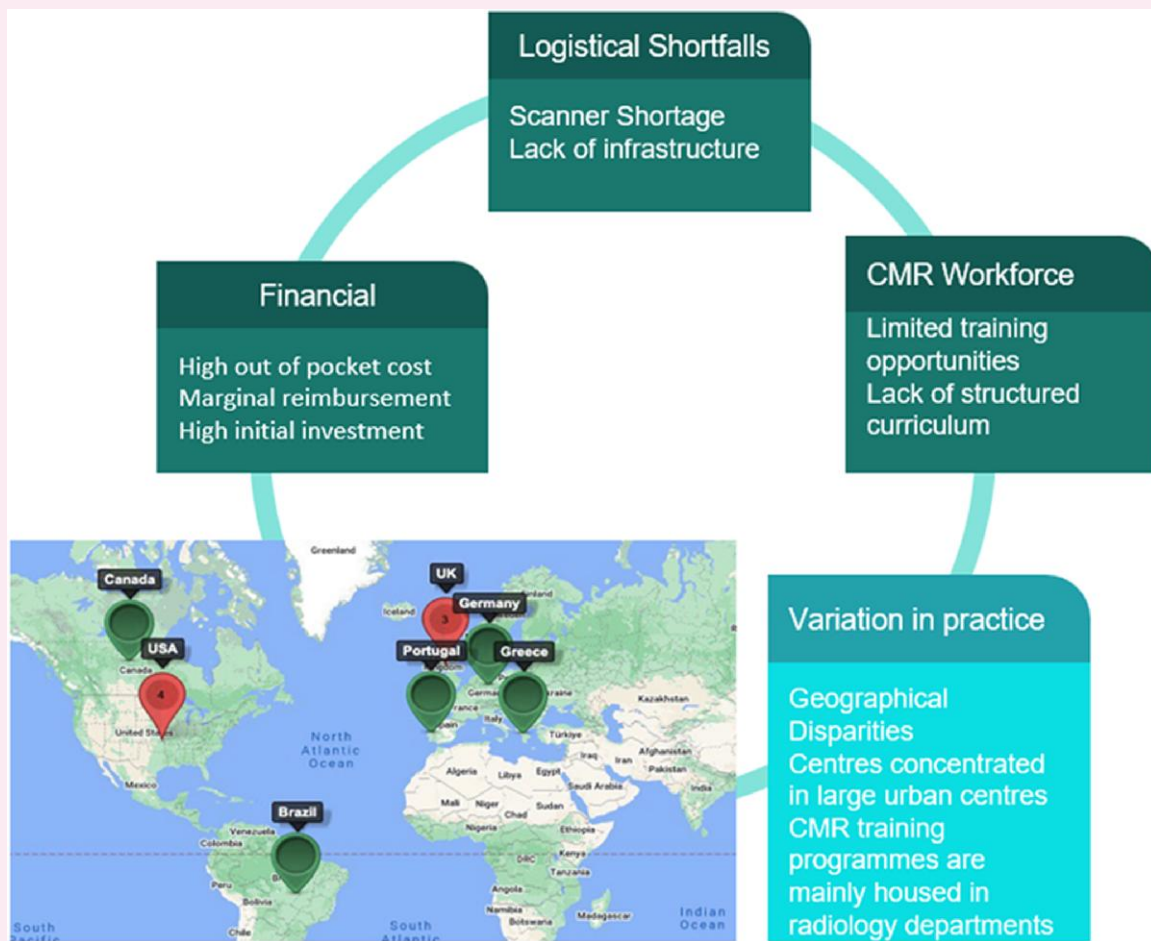 Logistical Shortfalls
Scanner Shortage
Lack of infrastructure
Financial
High out of pocket cost
Marginal reimbursement
High initial investment
CMR Workforce
Limited training
opportunities
Lack of structured
curriculum
Variation in practice
Geographical
Disparities
Centres concentrated
in large urban centres
CMR training
programmes are
mainly housed in
radiology departments
Greenland
Canada
UK
Iceland
3
Germany
USA
Portugal
Greece
Canada
4
United
Kazakhstan
North
Atlantic
Ocean
Italy
Türkiye
Iraq
Iran
Afghanistan
Pakistan
Algeria
Libya
Egypt
Saudi Arabia
India
Mexico
Mali
Niger
Chad
Sudan
Brazil
Venezuela
Colombia
Nigeria
Ethiopia
DRC
Kenya
Tanzania
Peru
Bolivia
Angola
Namibia
Botswana
Madagascar
Chile
South
Atlantic
Indian
Ocean
South